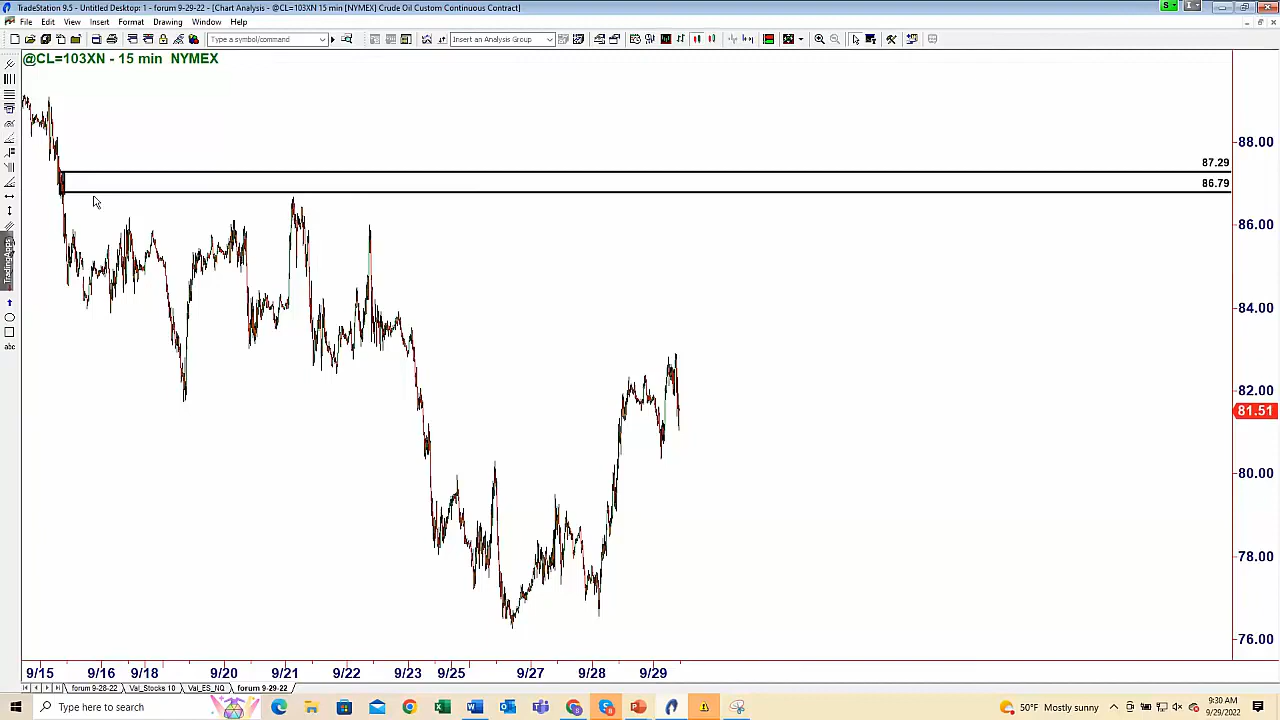 TradeStation 9.5 - Untitled Desktop: 1 - forum 9-29-22 - [Chart Analysis - @CL=103XN 15 min [NYMEX] Crude Oil Custom Continuous Contract]
File Edit View Insert Format Drawing Window Help
Type a symbol/command
Insert an Analysis Group
@CL=103XN - 15 min NYMEX
88.00
87.29
86.79
86.00
84.00
82.00
81.51
80.00
78.00
76.00
TradingApps
abc
9/15 9/16 9/18 9/20 9/21 9/22 9/23 9/25 9/27 9/28 9/29
forum 9-28-22 Val_Stocks 10 Val_ES_NQ forum 9-29-22
Type here to search
50°F Mostly sunny
9:30 AM
9/29/2022